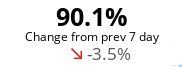 90.1%
Change from prev 7 day
↘ -3.5%